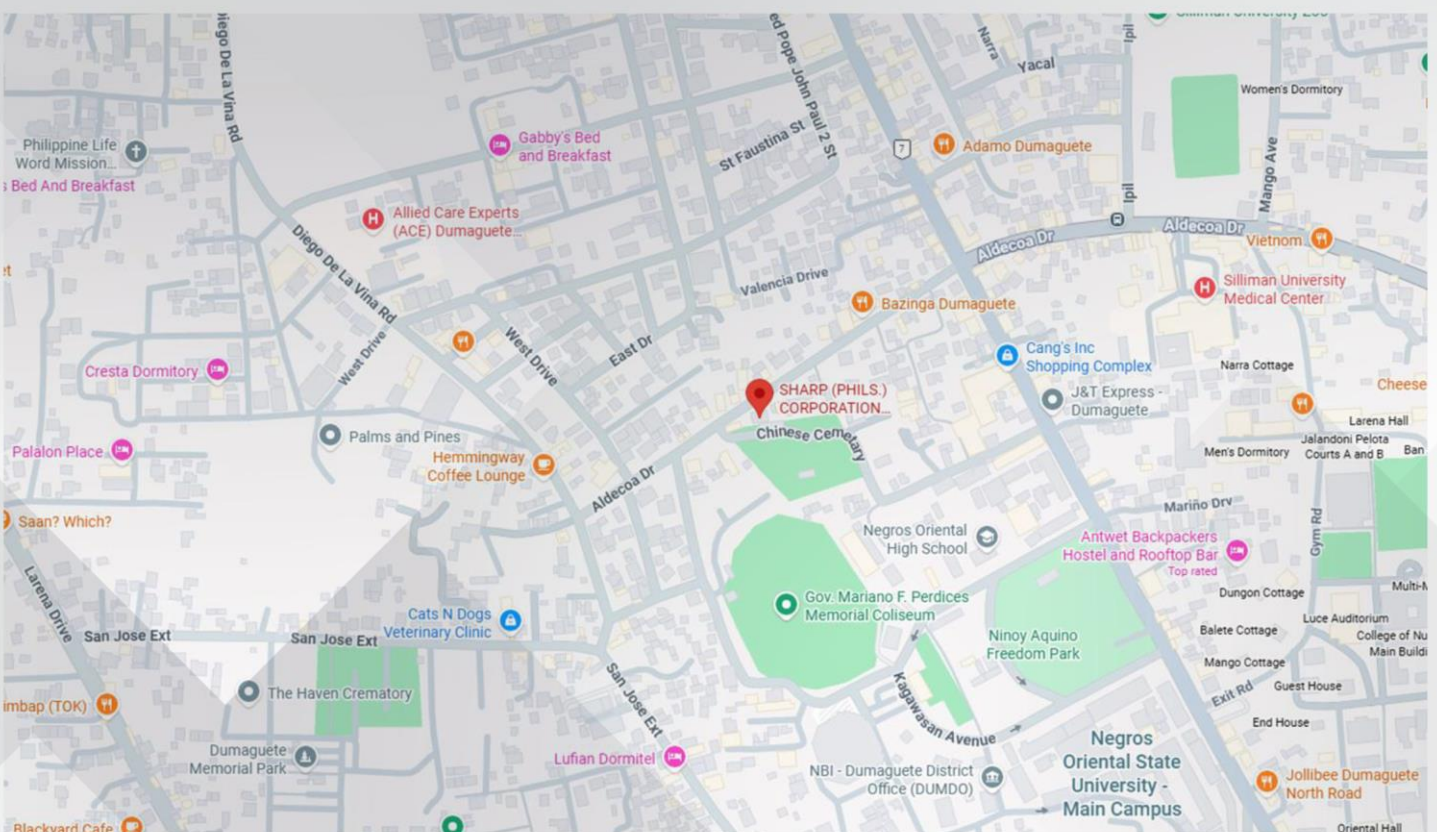 Silliman University Zoo
Diego De La Vina Rd
Pope John Paul 2 St
Narra
Yacal
Ipil
Women's Dormitory
Philippine Life
Word Mission...
Bed And Breakfast
Gabby's Bed
and Breakfast
St Faustina St
7
Adamo Dumaguete
Ipil
Mango Ave
Allied Care Experts
(ACE) Dumaguete...
Diego De La Vina Rd
Aldecoa Dr
Aldecoa Dr
Vietnom
Valencia Drive
Bazinga Dumaguete
Silliman University
Medical Center
West Drive
West Drive
East Dr
Cang's Inc
Shopping Complex
Narra Cottage
Cresta Dormitory
SHARP (PHILS.)
CORPORATION...
J&T Express -
Dumaguete
Cheese
Larena Hall
Chinese Cemetary
Palms and Pines
Jalandoni Pelota
Courts A and B
Ban
Men's Dormitory
Palalon Place
Hemmingway
Coffee Lounge
Aldecoa Dr
Mariño Drv
Saan? Which?
Negros Oriental
High School
Antwet Backpackers
Hostel and Rooftop Bar
Top rated
Gym Rd
Larena Drive
Gov. Mariano F. Perdices
Memorial Coliseum
Dungon Cottage
Multi-
Luce Auditorium
Cats N Dogs
Veterinary Clinic
San Jose Ext
San Jose Ext
Ninoy Aquino
Freedom Park
Balete Cottage
College of Nu
Main Buildi
Mango Cottage
The Haven Crematory
San Jose Ext
Kagawasan Avenue
Exit Rd
Guest House
imbap (TOK)
End House
Dumaguete
Memorial Park
Lufian Dormitel
NBI - Dumaguete District
Office (DUMDO)
Negros
Oriental State
University -
Main Campus
Jollibee Dumaguete
North Road
Blackyard Cafe
Oriental Hall